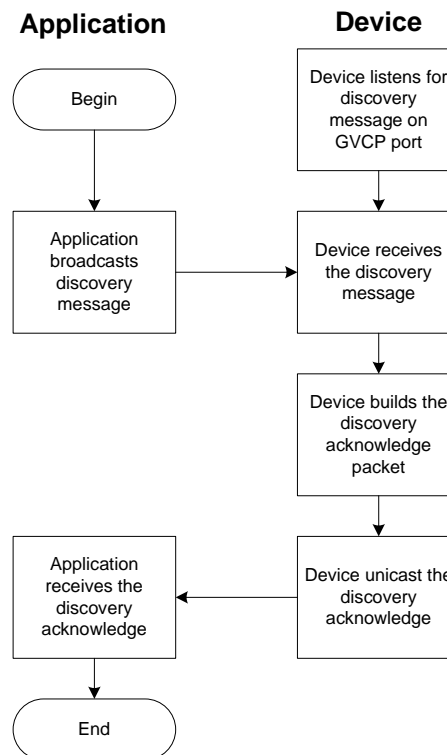 Application
Device
Begin
Device listens for
discovery
message on
GVCP port
Application
broadcasts
discovery
message
Device receives
the discovery
message
Device builds the
discovery
acknowledge
packet
Application
receives the
discovery
acknowledge
Device unicast the
discovery
acknowledge
End